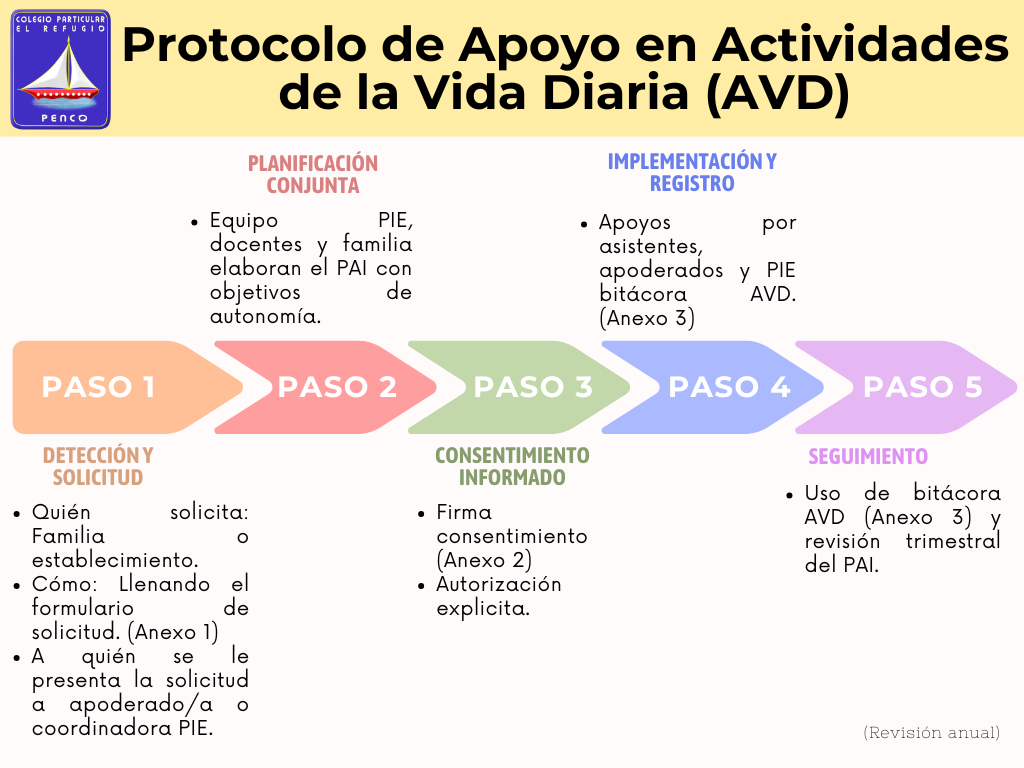 COLEGIO PARTICULAR
EL REFUGIO
PENCO
Protocolo de Apoyo en Actividades
de la Vida Diaria (AVD)
PLANIFICACIÓN
CONJUNTA
• Equipo PIE,
docentes y familia
elaboran el PAI con
objetivos de
autonomía.
IMPLEMENTACIÓN Y
REGISTRO
• Apoyos por
asistentes,
apoderados y PIE
bitácora AVD.
(Anexo 3)
PASO 1
PASO 2
PASO 3
PASO 4
PASO 5
DETECCIÓN Y
SOLICITUD
• Quién solicita:
Familia o
establecimiento.
• Cómo: Llenando el
formulario de
solicitud. (Anexo 1)
• A quién se le
presenta la solicitud
a apoderado/a o
coordinadora PIE.
CONSENTIMIENTO
INFORMADO
• Firma
consentimiento
(Anexo 2)
• Autorización
explicita.
SEGUIMIENTO
• Uso de bitácora
AVD (Anexo 3) y
revisión trimestral
del PAI.
(Revisión anual)